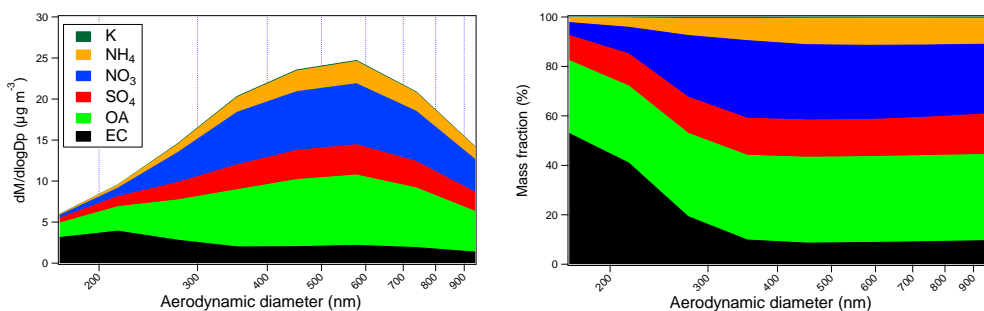 30
25
20
15
10
5
0
dM/dlogDp (µg m⁻³)
K
NH₄
NO₃
SO₄
OA
EC
200
300
400
500
600
700
800
900
Aerodynamic diameter (nm)
100
80
60
40
20
0
Mass fraction (%)
200
300
400
500
600
700
800
900
Aerodynamic diameter (nm)